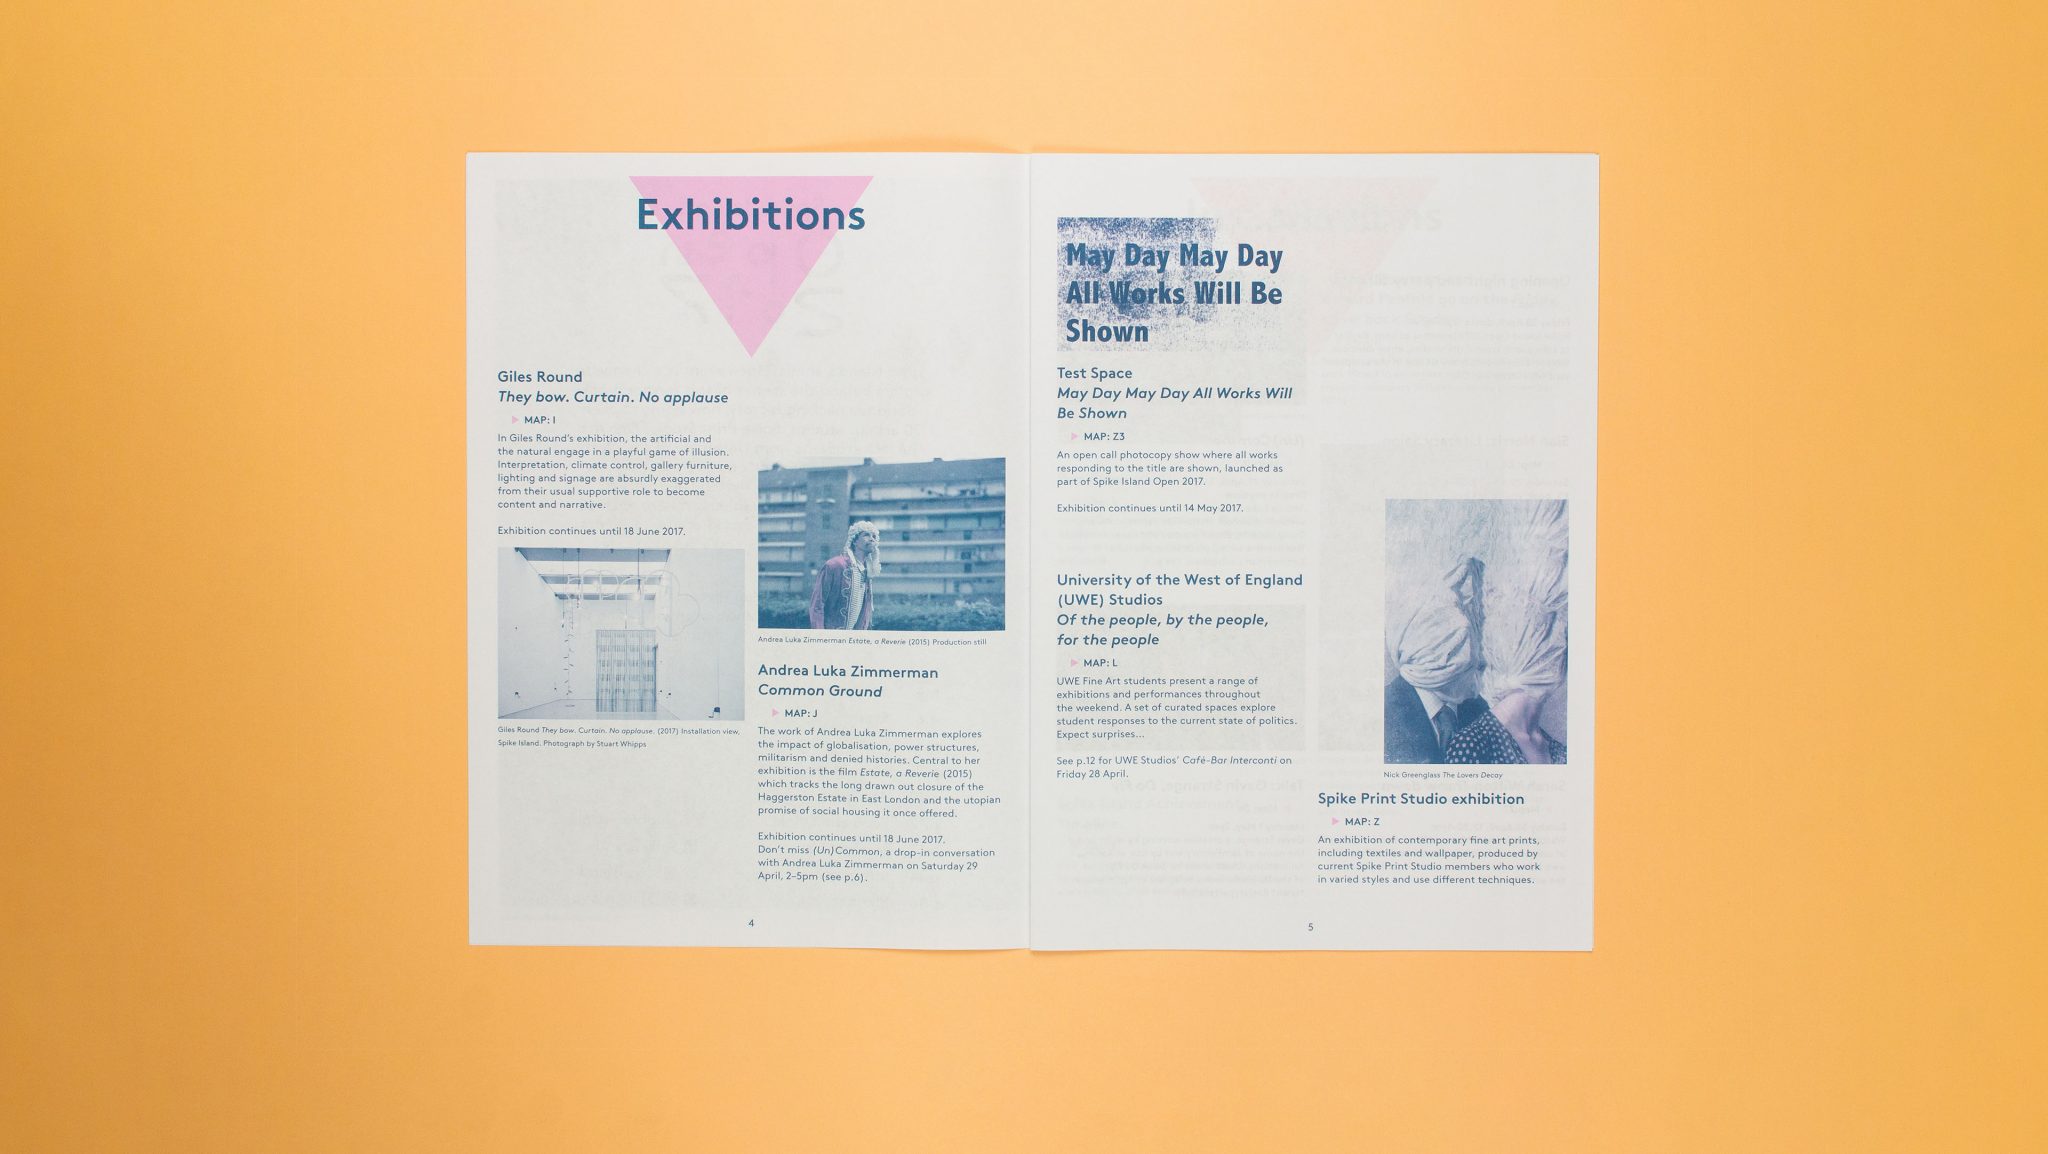 Exhibitions
Giles Round
They bow. Curtain. No applause
MAP: I
In Giles Round's exhibition, the artificial and
the natural engage in a playful game of illusion.
Interpretation, climate control, gallery furniture,
lighting and signage are absurdly exaggerated
from their usual supportive role to become
content and narrative.
Exhibition continues until 18 June 2017.
Giles Round They bow. Curtain. No applause. (2017) Installation view,
Spike Island. Photograph by Stuart Whipps
Andrea Luka Zimmerman Estate, a Reverie (2015) Production still
Andrea Luka Zimmerman
Common Ground
MAP: J
The work of Andrea Luka Zimmerman explores
the impact of globalisation, power structures,
militarism and denied histories. Central to her
exhibition is the film Estate, a Reverie (2015)
which tracks the long drawn out closure of the
Haggerston Estate in East London and the utopian
promise of social housing it once offered.
Exhibition continues until 18 June 2017.
Don't miss (Un)Common, a drop-in conversation
with Andrea Luka Zimmerman on Saturday 29
April, 2–5pm (see p.6).
4
May Day May Day
All Works Will Be
Shown
Test Space
May Day May Day All Works Will
Be Shown
MAP: Z3
An open call photocopy show where all works
responding to the title are shown, launched as
part of Spike Island Open 2017.
Exhibition continues until 14 May 2017.
University of the West of England
(UWE) Studios
Of the people, by the people,
for the people
MAP: L
UWE Fine Art students present a range of
exhibitions and performances throughout
the weekend. A set of curated spaces explore
student responses to the current state of politics.
Expect surprises...
See p.12 for UWE Studios' Café-Bar Interconti on
Friday 28 April.
Nick Greenglass The Lovers Decay
Spike Print Studio exhibition
MAP: Z
An exhibition of contemporary fine art prints,
including textiles and wallpaper, produced by
current Spike Print Studio members who work
in varied styles and use different techniques.
5